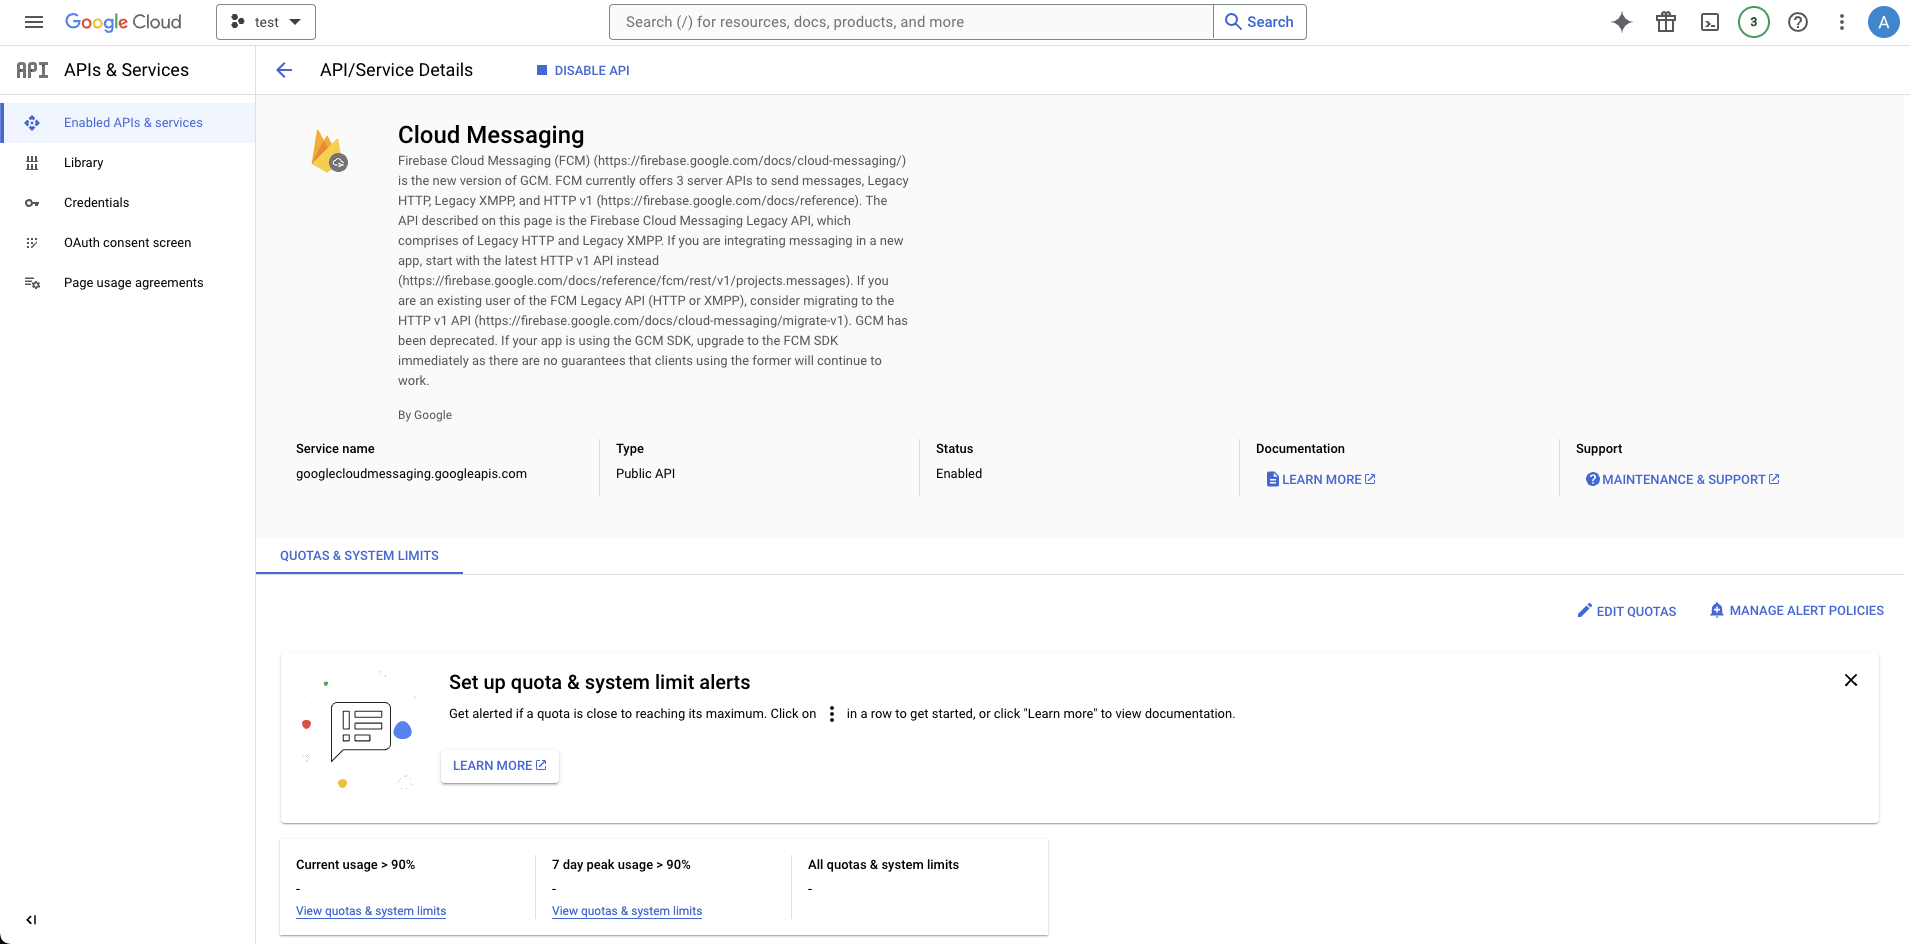 Google Cloud
test
Search (/) for resources, docs, products, and more
Search
3
A
API
APIs & Services
API/Service Details
DISABLE API
Enabled APIs & services
Library
Credentials
OAuth consent screen
Page usage agreements
Cloud Messaging
Firebase Cloud Messaging (FCM) (https://firebase.google.com/docs/cloud-messaging/)
is the new version of GCM. FCM currently offers 3 server APIs to send messages, Legacy
HTTP, Legacy XMPP, and HTTP v1 (https://firebase.google.com/docs/reference). The
API described on this page is the Firebase Cloud Messaging Legacy API, which
comprises of Legacy HTTP and Legacy XMPP. If you are integrating messaging in a new
app, start with the latest HTTP v1 API instead
(https://firebase.google.com/docs/reference/fcm/rest/v1/projects.messages). If you
are an existing user of the FCM Legacy API (HTTP or XMPP), consider migrating to the
HTTP v1 API (https://firebase.google.com/docs/cloud-messaging/migrate-v1). GCM has
been deprecated. If your app is using the GCM SDK, upgrade to the FCM SDK
immediately as there are no guarantees that clients using the former will continue to
work.
By Google
Service name
googlecloudmessaging.googleapis.com
Type
Public API
Status
Enabled
Documentation
LEARN MORE
Support
MAINTENANCE & SUPPORT
QUOTAS & SYSTEM LIMITS
EDIT QUOTAS
MANAGE ALERT POLICIES
Set up quota & system limit alerts
Get alerted if a quota is close to reaching its maximum. Click on ⋮ in a row to get started, or click "Learn more" to view documentation.
LEARN MORE
Current usage > 90%
-
View quotas & system limits
7 day peak usage > 90%
-
View quotas & system limits
All quotas & system limits
-